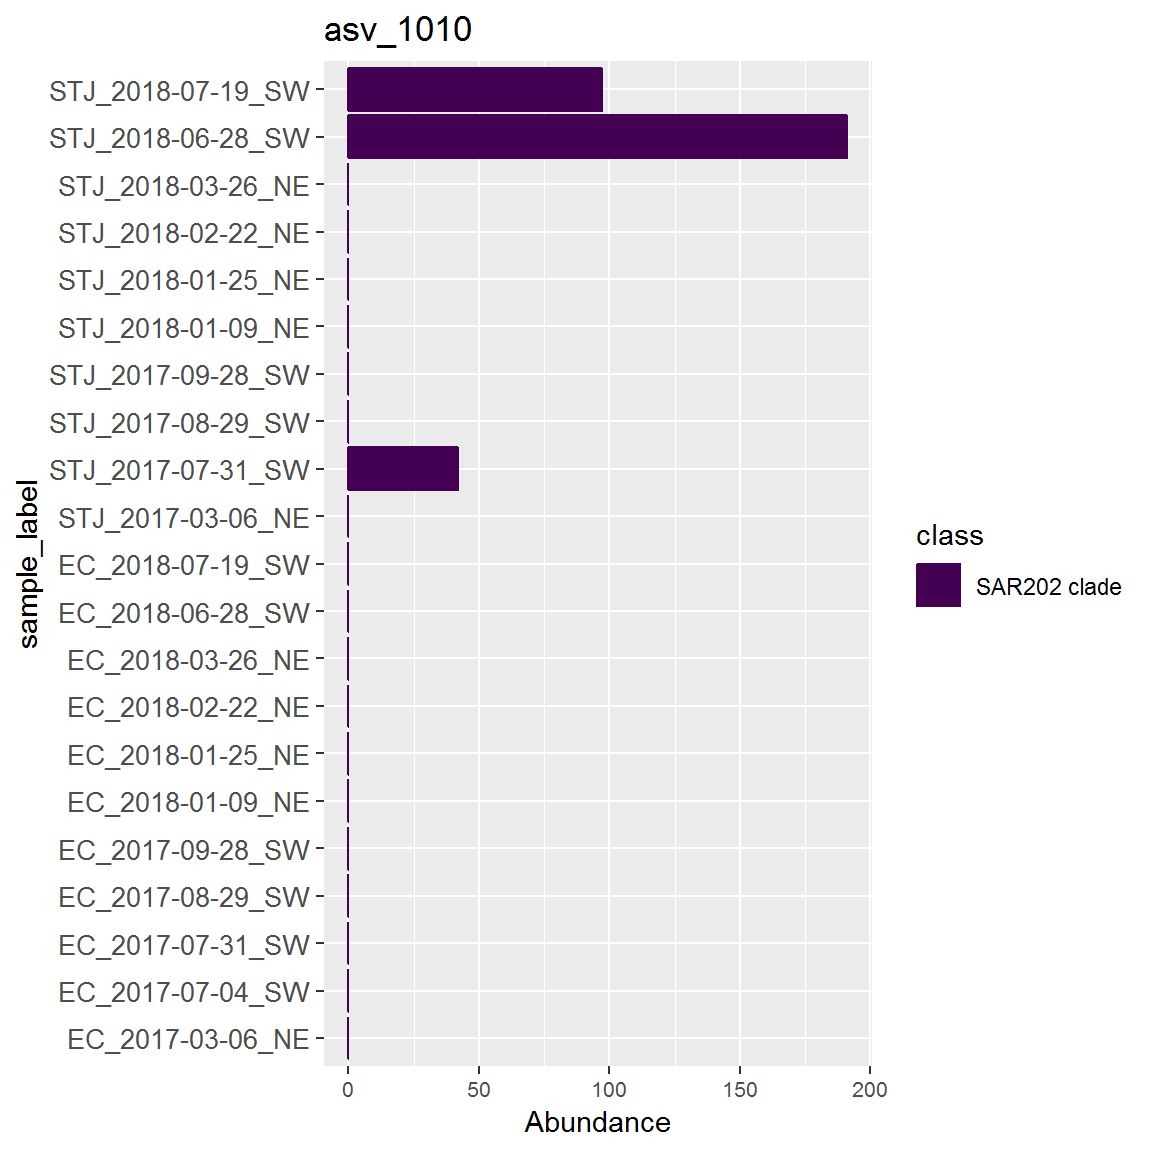 asv_1010
STJ_2018-07-19_SW
STJ_2018-06-28_SW
STJ_2018-03-26_NE
STJ_2018-02-22_NE
STJ_2018-01-25_NE
STJ_2018-01-09_NE
STJ_2017-09-28_SW
STJ_2017-08-29_SW
STJ_2017-07-31_SW
STJ_2017-03-06_NE
EC_2018-07-19_SW
EC_2018-06-28_SW
EC_2018-03-26_NE
EC_2018-02-22_NE
EC_2018-01-25_NE
EC_2018-01-09_NE
EC_2017-09-28_SW
EC_2017-08-29_SW
EC_2017-07-31_SW
EC_2017-07-04_SW
EC_2017-03-06_NE
sample_label
0 50 100 150 200
Abundance
class
SAR202 clade